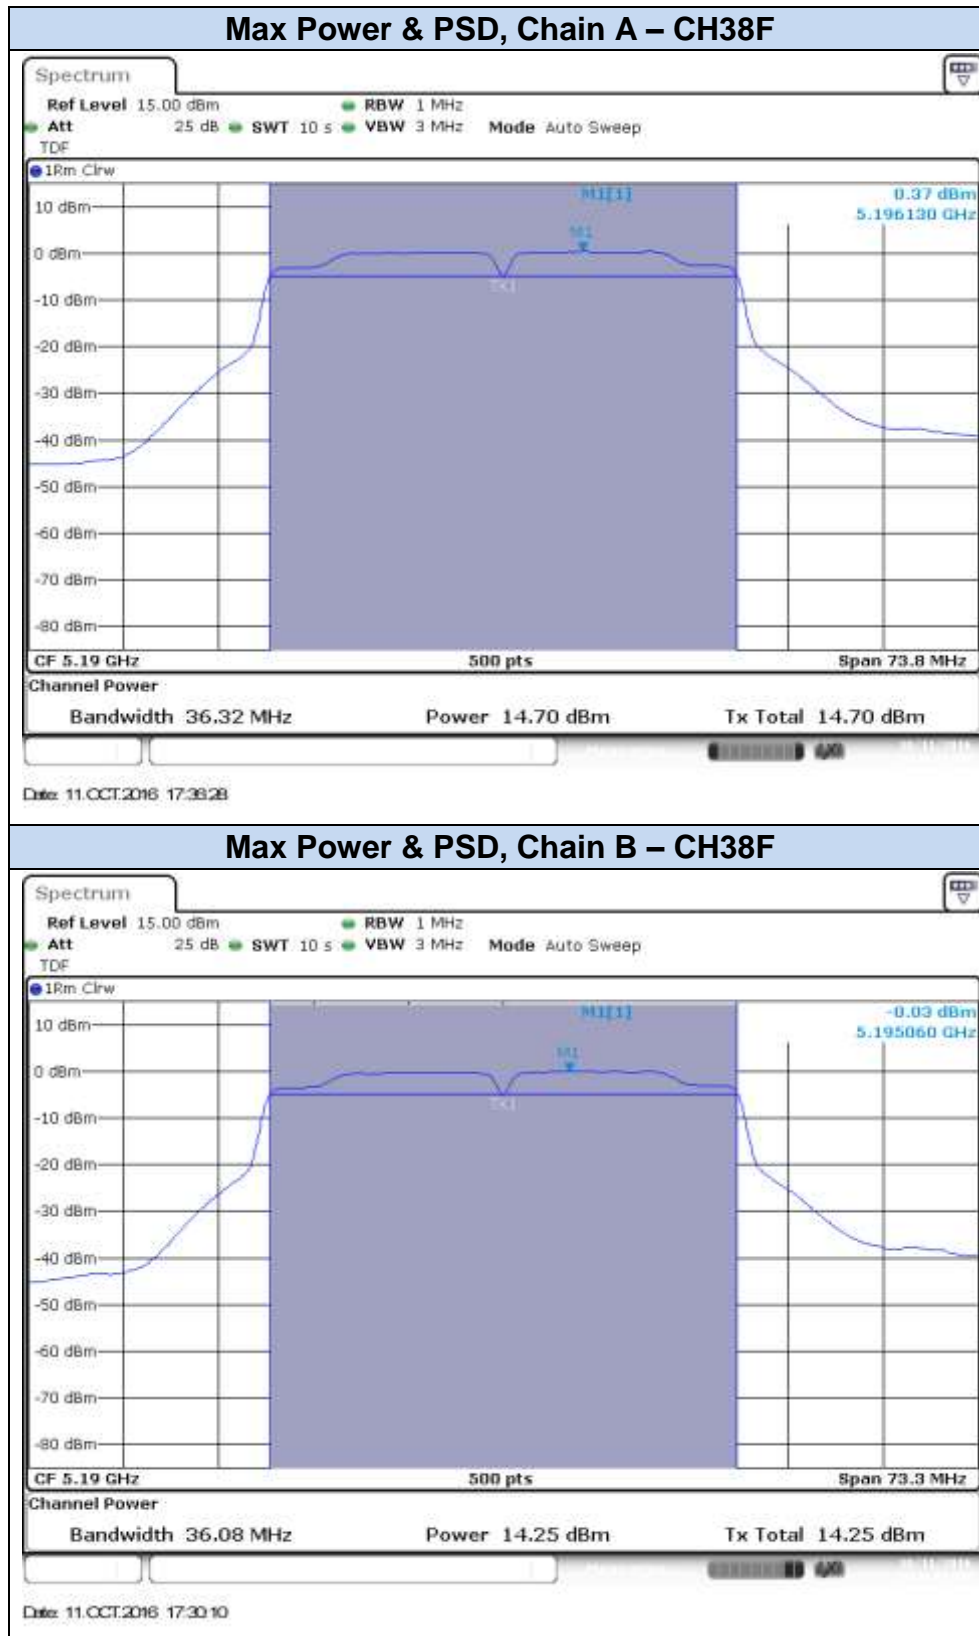 Max Power & PSD, Chain A – CH38F
Spectrum
Ref Level 15.00 dBm RBW 1 MHz
Att 25 dB SWT 10 s VBW 3 MHz Mode Auto Sweep
TDF
1Rm Clrw
M1[1] 0.37 dBm
5.196130 GHz
10 dBm
M1
0 dBm
TX1
-10 dBm
-20 dBm
-30 dBm
-40 dBm
-50 dBm
-60 dBm
-70 dBm
-80 dBm
CF 5.19 GHz 500 pts Span 73.8 MHz
Channel Power
Bandwidth 36.32 MHz Power 14.70 dBm Tx Total 14.70 dBm
Date: 11.OCT.2016 17:38:28
Max Power & PSD, Chain B – CH38F
Spectrum
Ref Level 15.00 dBm RBW 1 MHz
Att 25 dB SWT 10 s VBW 3 MHz Mode Auto Sweep
TDF
1Rm Clrw
M1[1] -0.03 dBm
5.195060 GHz
10 dBm
M1
0 dBm
TX1
-10 dBm
-20 dBm
-30 dBm
-40 dBm
-50 dBm
-60 dBm
-70 dBm
-80 dBm
CF 5.19 GHz 500 pts Span 73.3 MHz
Channel Power
Bandwidth 36.08 MHz Power 14.25 dBm Tx Total 14.25 dBm
Date: 11.OCT.2016 17:30:10